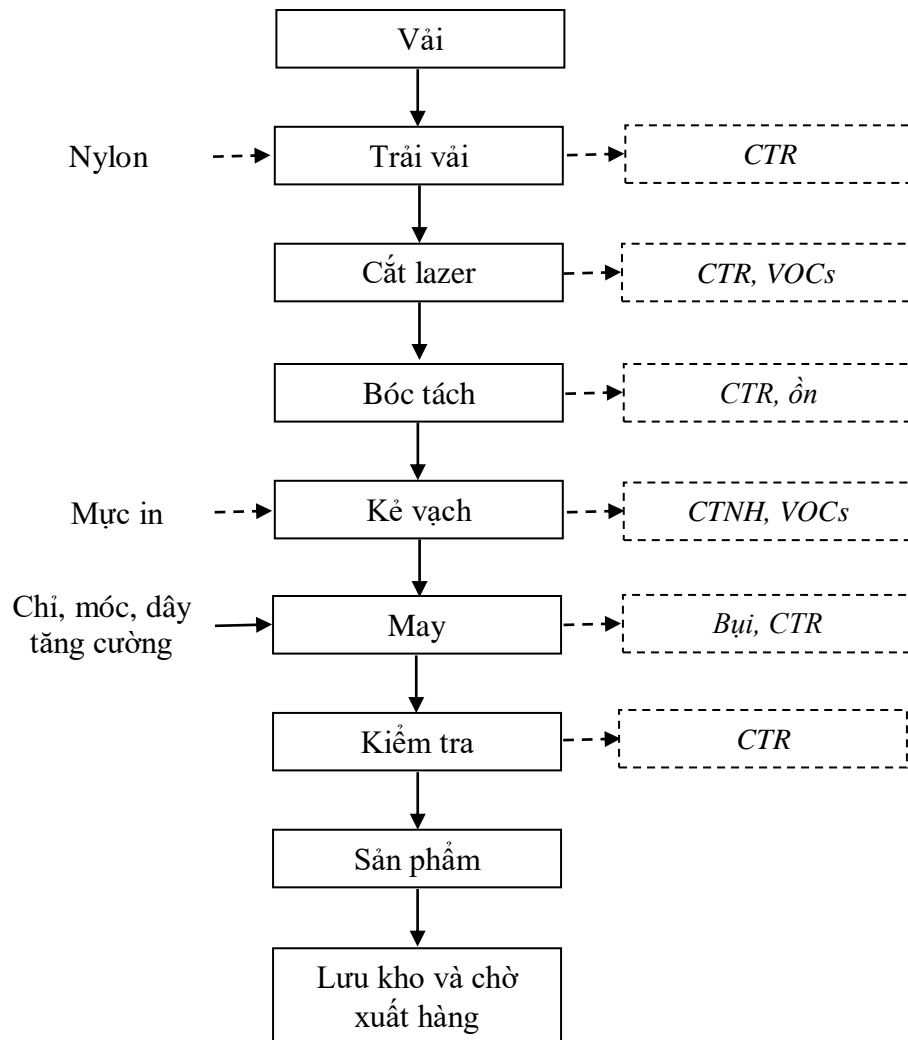 Vải
Nylon
Trải vải
CTR
Cắt lazer
CTR, VOCs
Bóc tách
CTR, ồn
Mực in
Kẻ vạch
CTNH, VOCs
Chỉ, móc, dây
tăng cường
May
Bụi, CTR
Kiểm tra
CTR
Sản phẩm
Lưu kho và chờ
xuất hàng